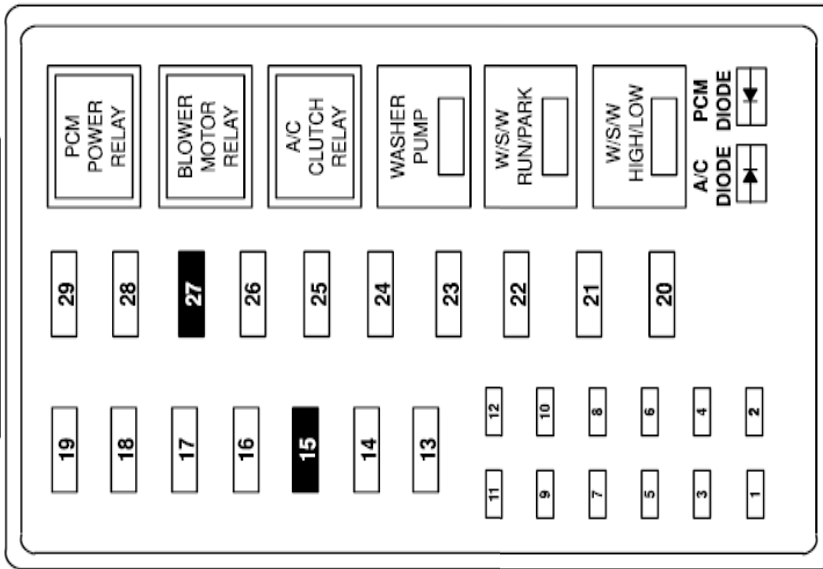 PCM
POWER
RELAY
BLOWER
MOTOR
RELAY
A/C
CLUTCH
RELAY
WASHER
PUMP
W/S/W
RUN/PARK
W/S/W
HIGH/LOW
PCM
DIODE
A/C
DIODE
29
28
27
26
25
24
23
22
21
20
19
18
17
16
15
14
13
12
10
8
6
4
2
11
9
7
5
3
1